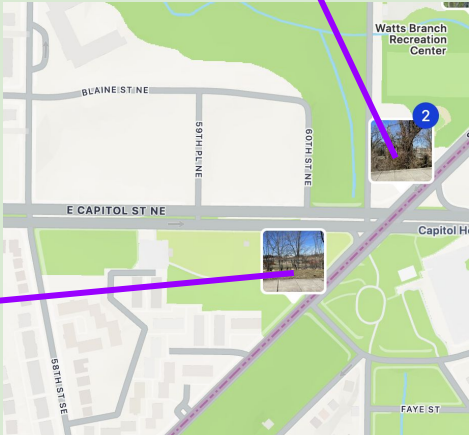 Watts Branch
Recreation
Center
2
BLAINE ST NE
59TH PL NE
60TH ST NE
E CAPITOL ST NE
Capitol He
58TH ST SE
FAYE ST